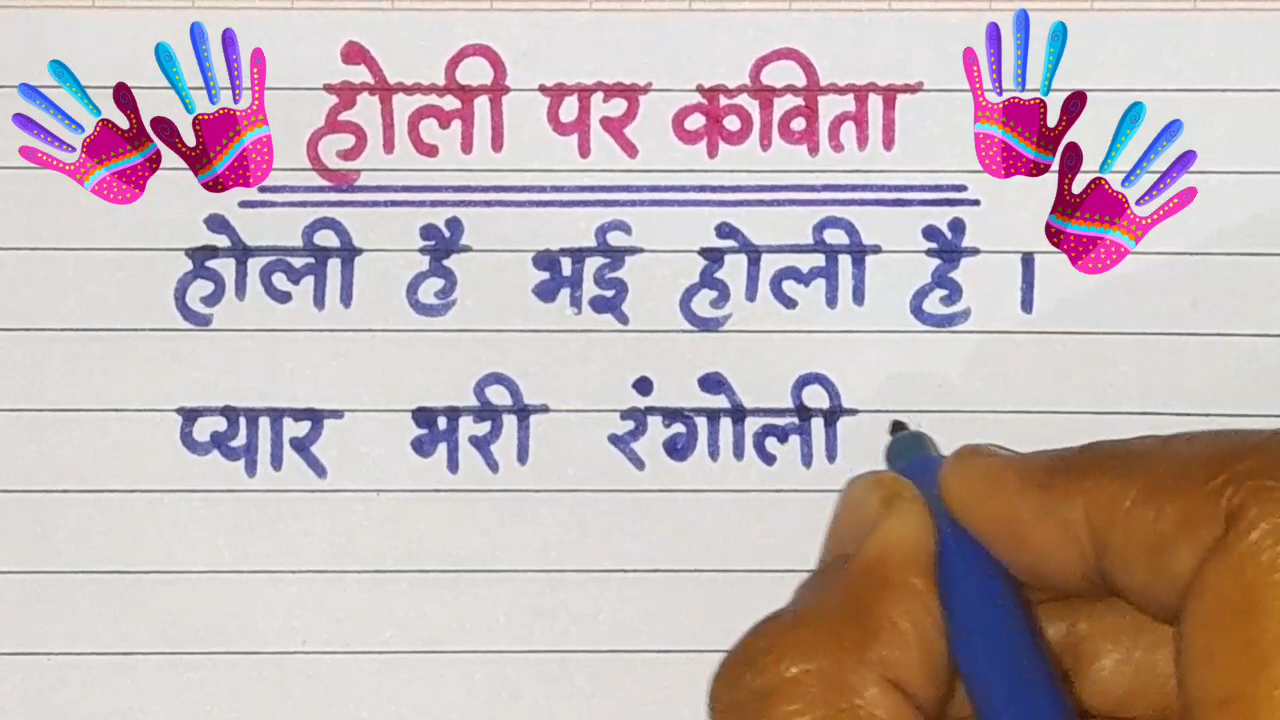 होली पर कविता
होली है भई होली है ।
प्यार भरी रंगोली